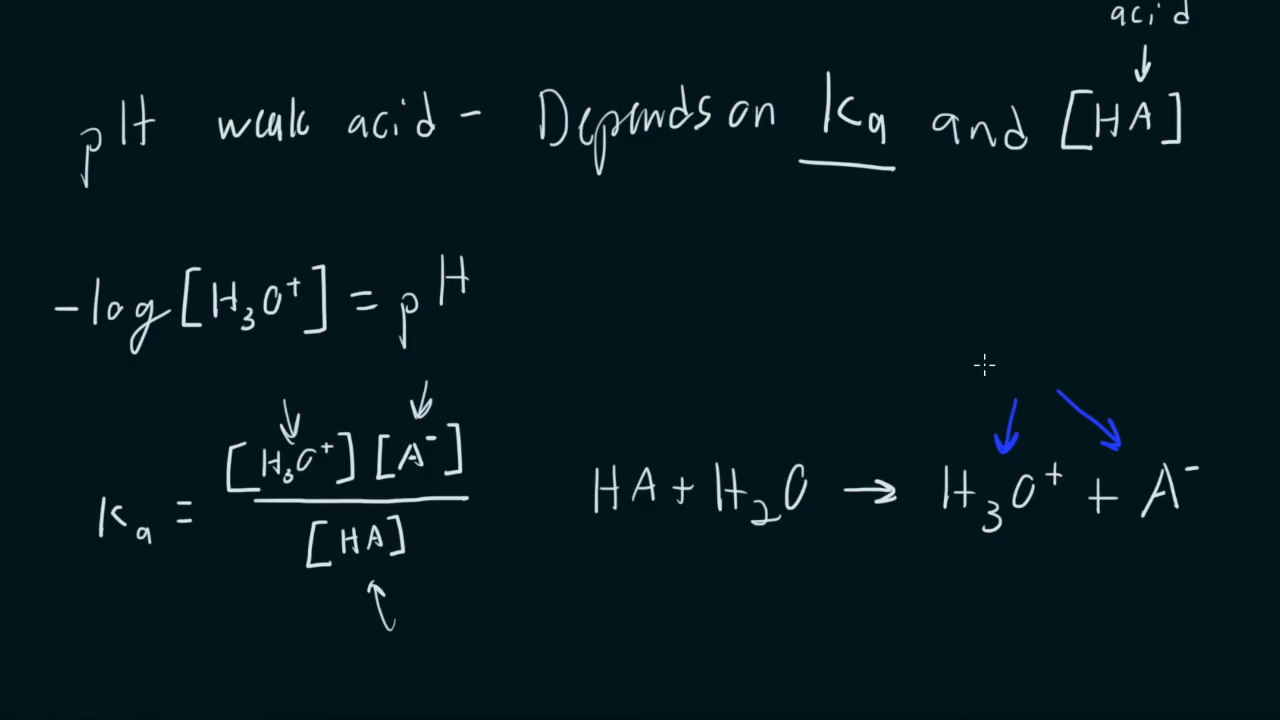 acid
pH weak acid - Depends on Ka and [HA]
-log[H₃O⁺] = pH
Ka = [H₃O⁺][A⁻] / [HA]
HA + H₂O → H₃O⁺ + A⁻